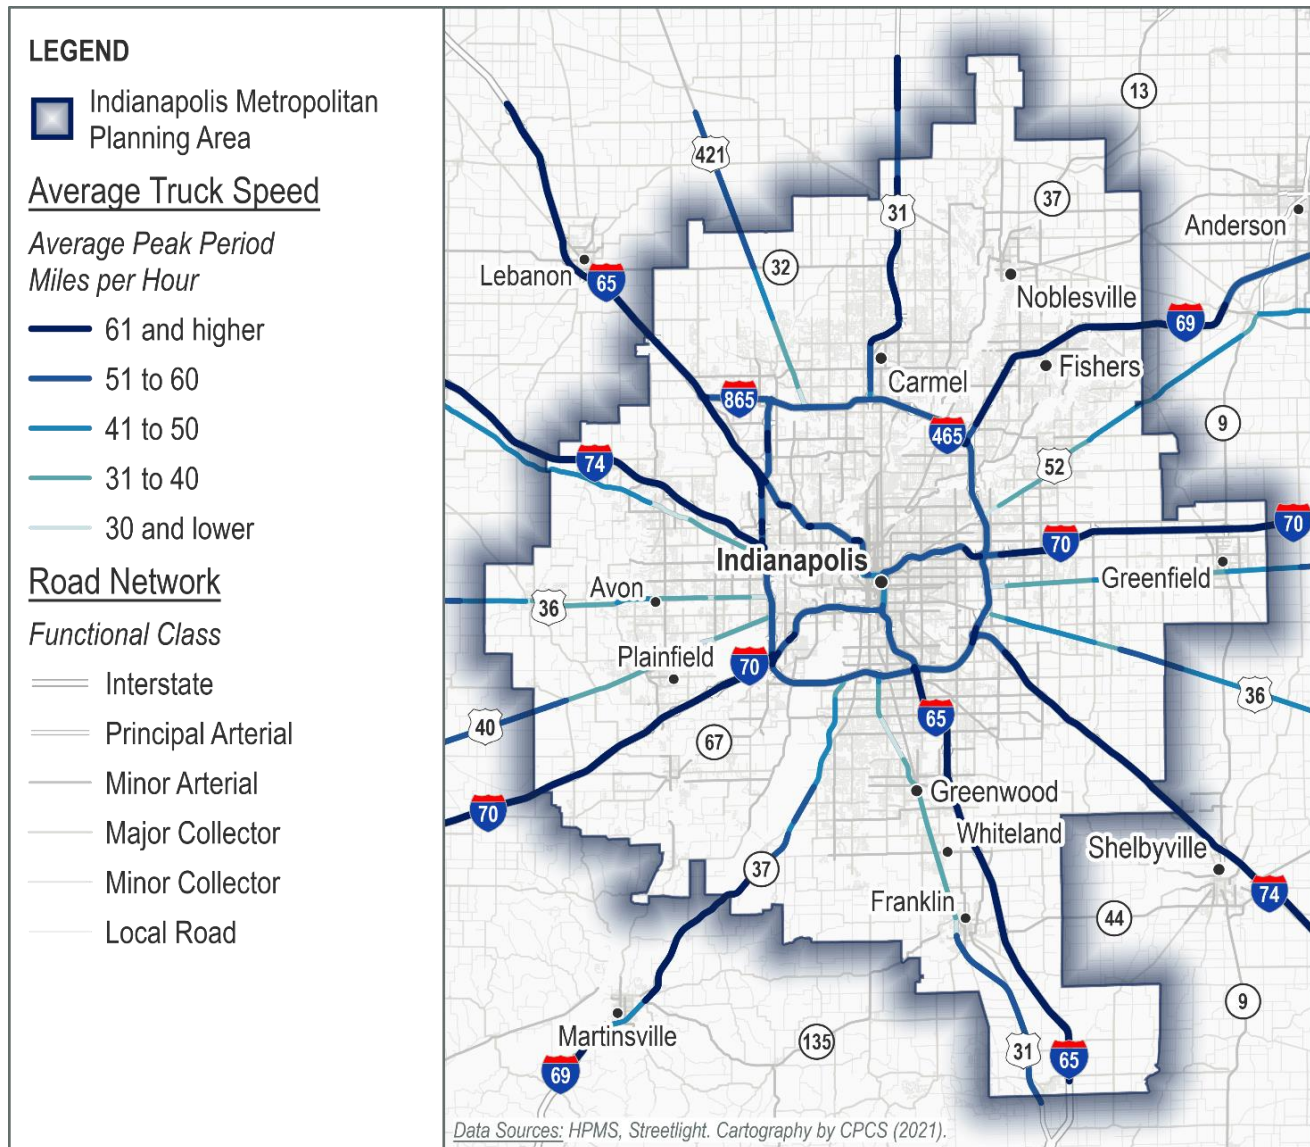 LEGEND
Indianapolis Metropolitan
Planning Area
Average Truck Speed
Average Peak Period
Miles per Hour
61 and higher
51 to 60
41 to 50
31 to 40
30 and lower
Road Network
Functional Class
Interstate
Principal Arterial
Minor Arterial
Major Collector
Minor Collector
Local Road
13
421
37
31
Anderson
32
Lebanon
65
Noblesville
69
Carmel
Fishers
865
9
465
74
52
70
70
Indianapolis
Greenfield
Avon
36
Plainfield
70
36
65
40
67
Greenwood
70
Whiteland
Shelbyville
37
74
Franklin
44
9
Martinsville
135
31
65
69
Data Sources: HPMS, Streetlight. Cartography by CPCS (2021).